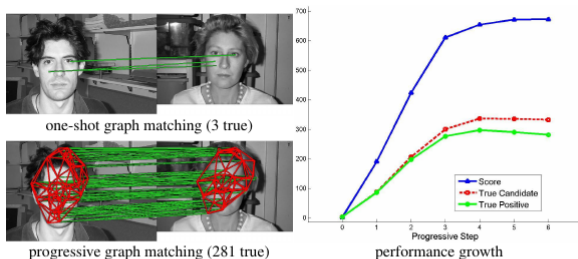 one-shot graph matching (3 true)
progressive graph matching (281 true)
700
600
500
400
300
200
100
0
0 1 2 3 4 5 6
Progressive Step
Score
True Candidate
True Positive
performance growth